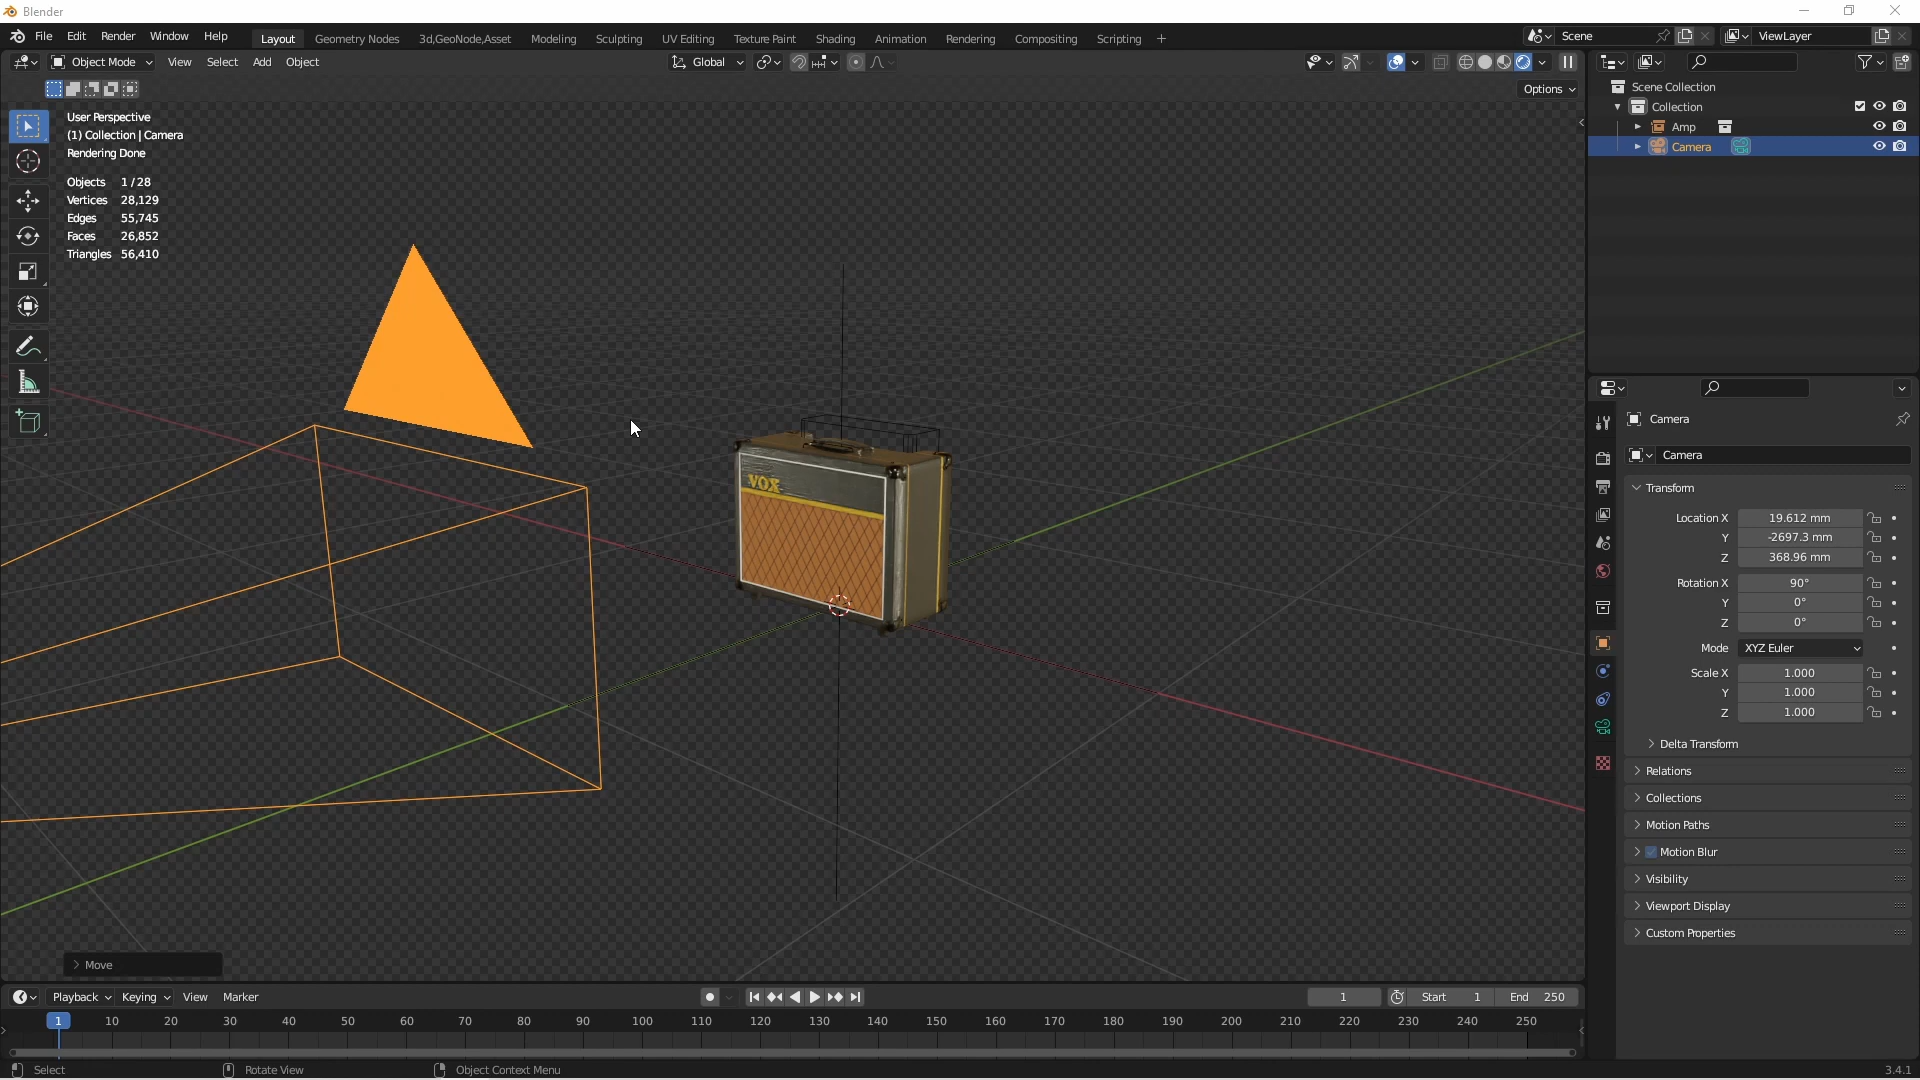 Blender
File Edit Render Window Help Layout Geometry Nodes 3d,GeoNode,Asset Modeling Sculpting UV Editing Texture Paint Shading Animation Rendering Compositing Scripting + Scene ViewLayer
Object Mode View Select Add Object Global
Options
User Perspective
(1) Collection | Camera
Rendering Done
Objects 1/28
Vertices 28,129
Edges 55,745
Faces 26,852
Triangles 56,410
VOX
Move
Scene Collection
Collection
Amp
Camera
Camera
Camera
Transform
Location X 19.612 mm
Y -2697.3 mm
Z 368.96 mm
Rotation X 90°
Y 0°
Z 0°
Mode XYZ Euler
Scale X 1.000
Y 1.000
Z 1.000
Delta Transform
Relations
Collections
Motion Paths
Motion Blur
Visibility
Viewport Display
Custom Properties
Playback Keying View Marker 1 Start 1 End 250
1 10 20 30 40 50 60 70 80 90 100 110 120 130 140 150 160 170 180 190 200 210 220 230 240 250
Select Rotate View Object Context Menu 3.4.1